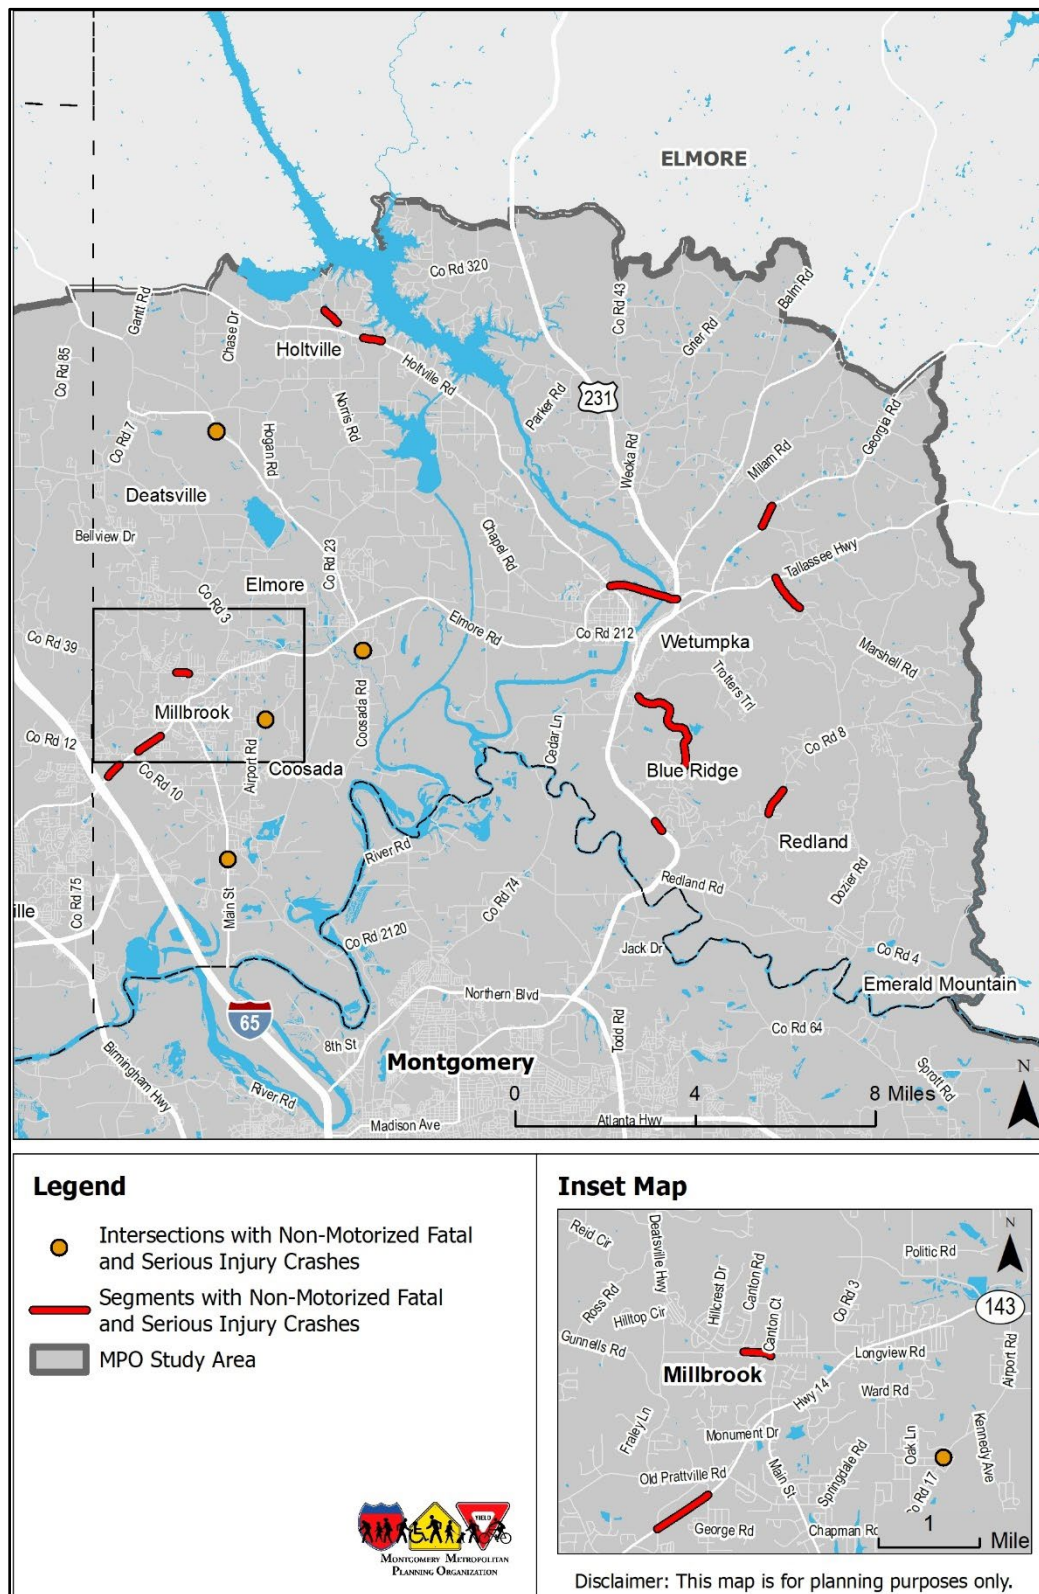 ELMORE
Co Rd 320
Gantt Rd
Chase Dr
Co Rd 43
Balm Rd
Grier Rd
Holtville
Co Rd 85
Holtville Rd
Norris Rd
Parker Rd
231
Georgia Rd
Co Rd 7
Hogan Rd
Weoka Rd
Milam Rd
Deatsville
Bellview Dr
Co Rd 23
Chapel Rd
Tallassee Hwy
Elmore
Co Rd 3
Elmore Rd
Co Rd 212
Wetumpka
Co Rd 39
Marshell Rd
Trotters Trl
Millbrook
Coosada Rd
Co Rd 12
Airport Rd
Cedar Ln
Co Rd 8
Coosada
Blue Ridge
Co Rd 10
River Rd
Redland
Co Rd 75
Main St
Redland Rd
Dozier Rd
ille
Co Rd 74
Co Rd 2120
Jack Dr
Co Rd 4
Emerald Mountain
Northern Blvd
65
8th St
Todd Rd
Co Rd 64
Birmingham Hwy
River Rd
Montgomery
Sprott Rd
N
0 4 8 Miles
Madison Ave
Atlanta Hwy
Legend
Intersections with Non-Motorized Fatal
and Serious Injury Crashes
Segments with Non-Motorized Fatal
and Serious Injury Crashes
MPO Study Area
YIELD
MONTGOMERY METROPOLITAN
PLANNING ORGANIZATION
Inset Map
Reid Cir
Deatsville Hwy
Politic Rd
N
Hillcrest Dr
Canton Rd
Ross Rd
Hilltop Cir
Co Rd 3
143
Canton Ct
Gunnells Rd
Longview Rd
Airport Rd
Millbrook
Hwy 14
Ward Rd
Fraley Ln
Monument Dr
Oak Ln
Kennedy Ave
Old Prattville Rd
Main St
Springdale Rd
Co Rd 17
George Rd
Chapman Rd
1
Mile
Disclaimer: This map is for planning purposes only.